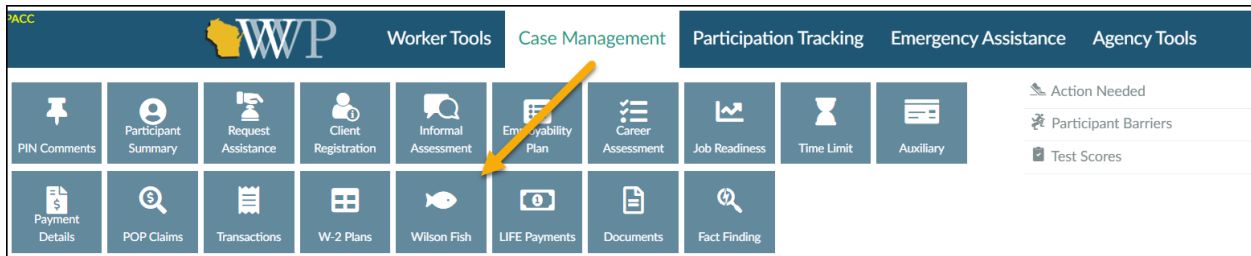 PACC
WWP Worker Tools Case Management Participation Tracking Emergency Assistance Agency Tools
PIN Comments
Participant
Summary
Request
Assistance
Client
Registration
Informal
Assessment
Employability
Plan
Career
Assessment
Job Readiness
Time Limit
Auxiliary
Action Needed
Participant Barriers
Test Scores
Payment
Details
POP Claims
Transactions
W-2 Plans
Wilson Fish
LIFE Payments
Documents
Fact Finding